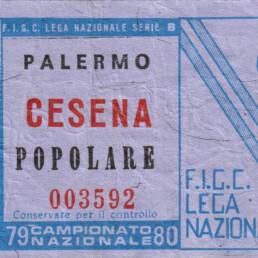 F.I.G.C. LEGA NAZIONALE SERIE B
PALERMO
CESENA
POPOLARE
003592
Conservare per il controllo
79 CAMPIONATO NAZIONALE 80
F.I.G.C.
LEGA
NAZION